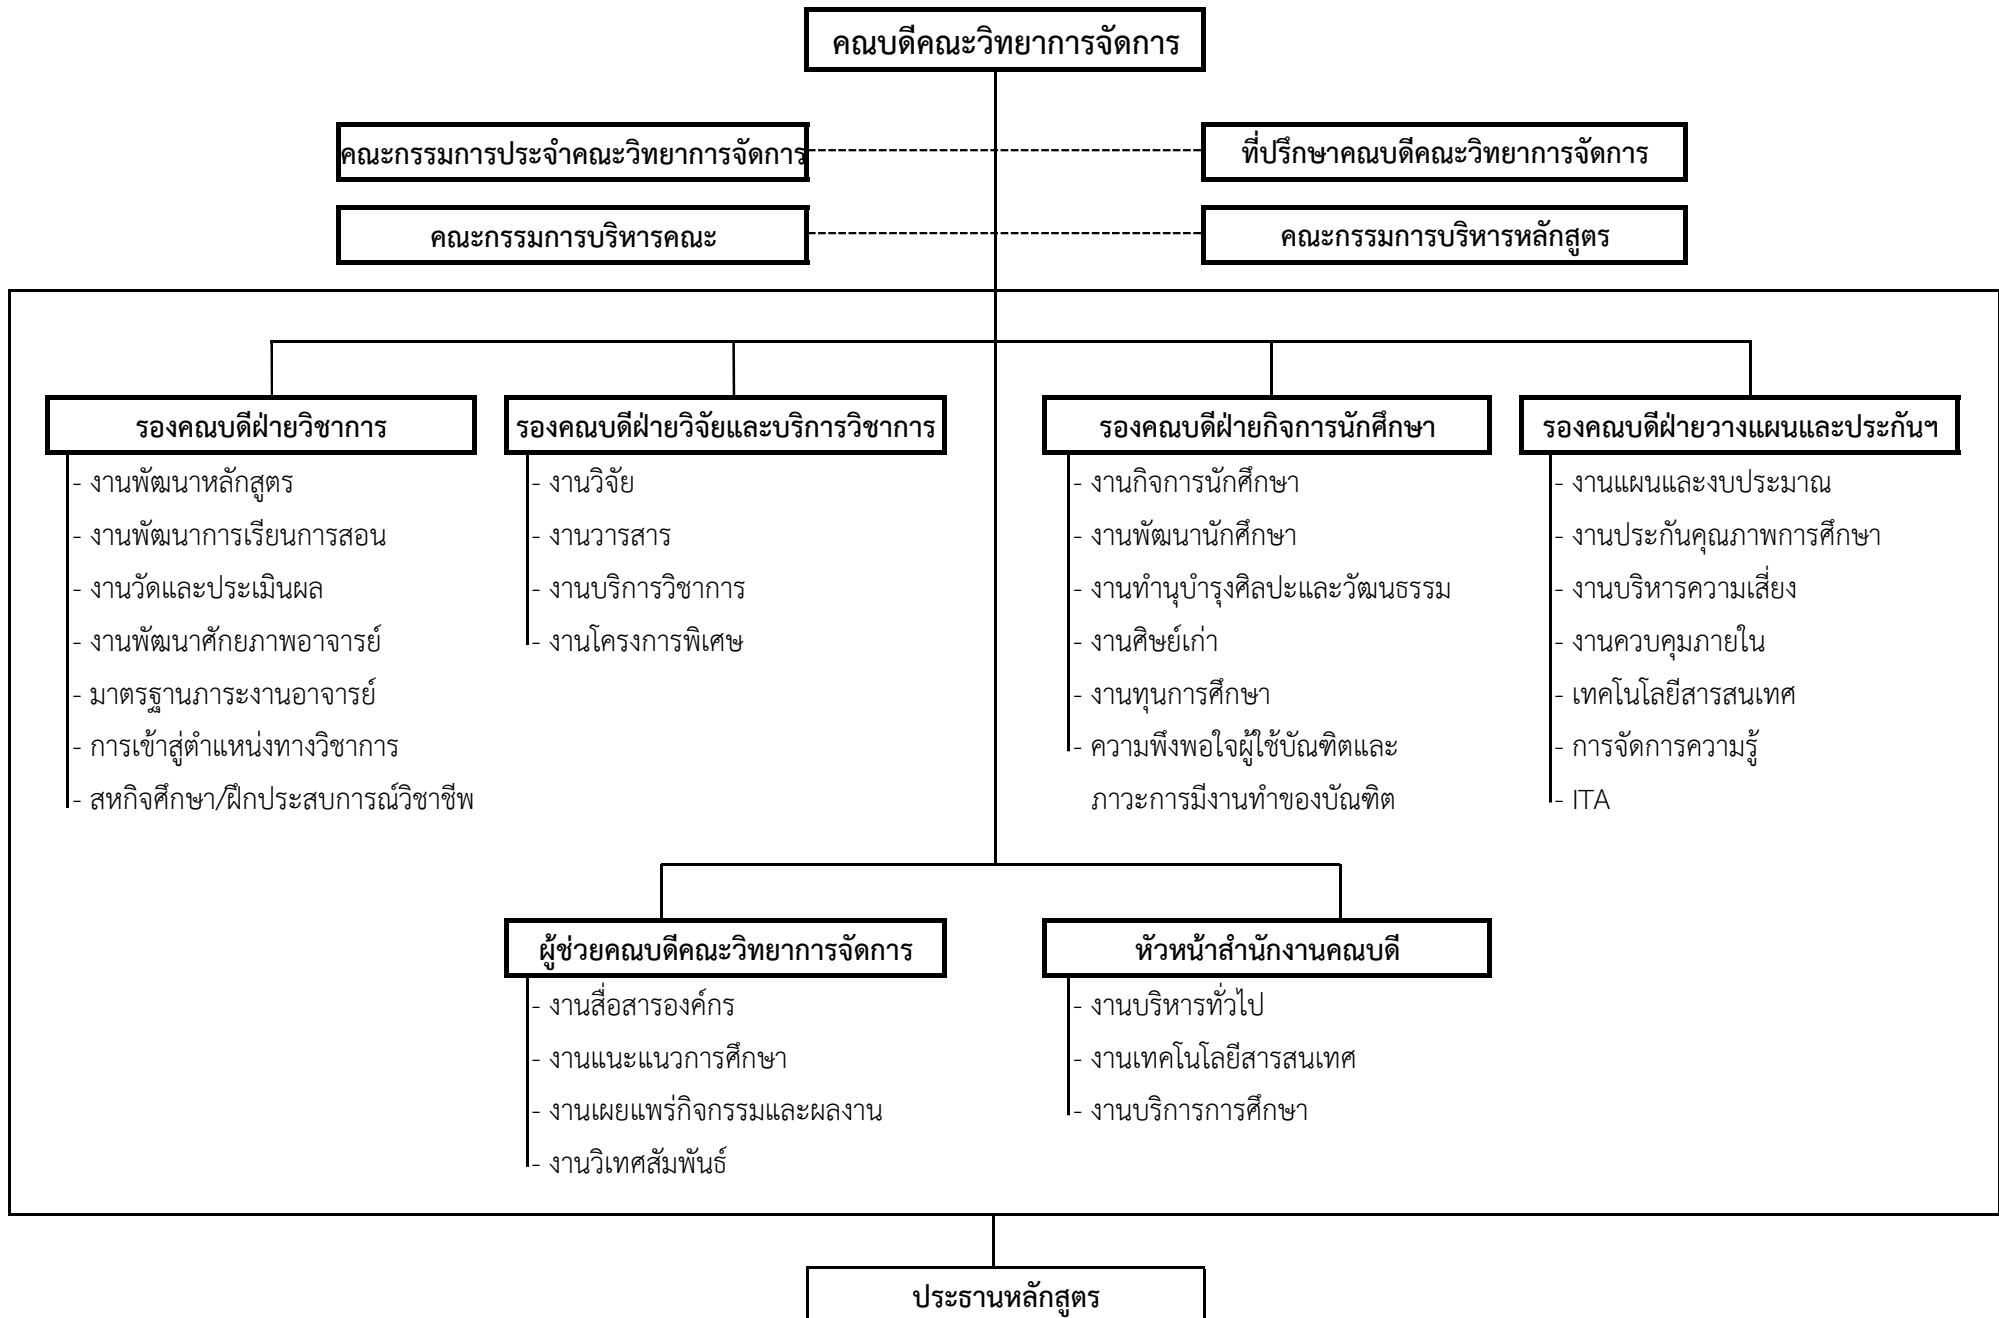 คณบดีคณะวิทยาการจัดการ
คณะกรรมการประจำคณะวิทยาการจัดการ
ที่ปรึกษาคณบดีคณะวิทยาการจัดการ
คณะกรรมการบริหารคณะ
คณะกรรมการบริหารหลักสูตร
รองคณบดีฝ่ายวิชาการ
- งานพัฒนาหลักสูตร
- งานพัฒนาการเรียนการสอน
- งานวัดและประเมินผล
- งานพัฒนาศักยภาพอาจารย์
- มาตรฐานภาระงานอาจารย์
- การเข้าสู่ตำแหน่งทางวิชาการ
- สหกิจศึกษา/ฝึกประสบการณ์วิชาชีพ
รองคณบดีฝ่ายวิจัยและบริการวิชาการ
- งานวิจัย
- งานวารสาร
- งานบริการวิชาการ
- งานโครงการพิเศษ
รองคณบดีฝ่ายกิจการนักศึกษา
- งานกิจการนักศึกษา
- งานพัฒนานักศึกษา
- งานทำนุบำรุงศิลปะและวัฒนธรรม
- งานศิษย์เก่า
- งานทุนการศึกษา
- ความพึงพอใจผู้ใช้บัณฑิตและ
ภาวะการมีงานทำของบัณฑิต
รองคณบดีฝ่ายวางแผนและประกันฯ
- งานแผนและงบประมาณ
- งานประกันคุณภาพการศึกษา
- งานบริหารความเสี่ยง
- งานควบคุมภายใน
- เทคโนโลยีสารสนเทศ
- การจัดการความรู้
- ITA
ผู้ช่วยคณบดีคณะวิทยาการจัดการ
- งานสื่อสารองค์กร
- งานแนะแนวการศึกษา
- งานเผยแพร่กิจกรรมและผลงาน
- งานวิเทศสัมพันธ์
หัวหน้าสำนักงานคณบดี
- งานบริหารทั่วไป
- งานเทคโนโลยีสารสนเทศ
- งานบริการการศึกษา
ประธานหลักสูตร